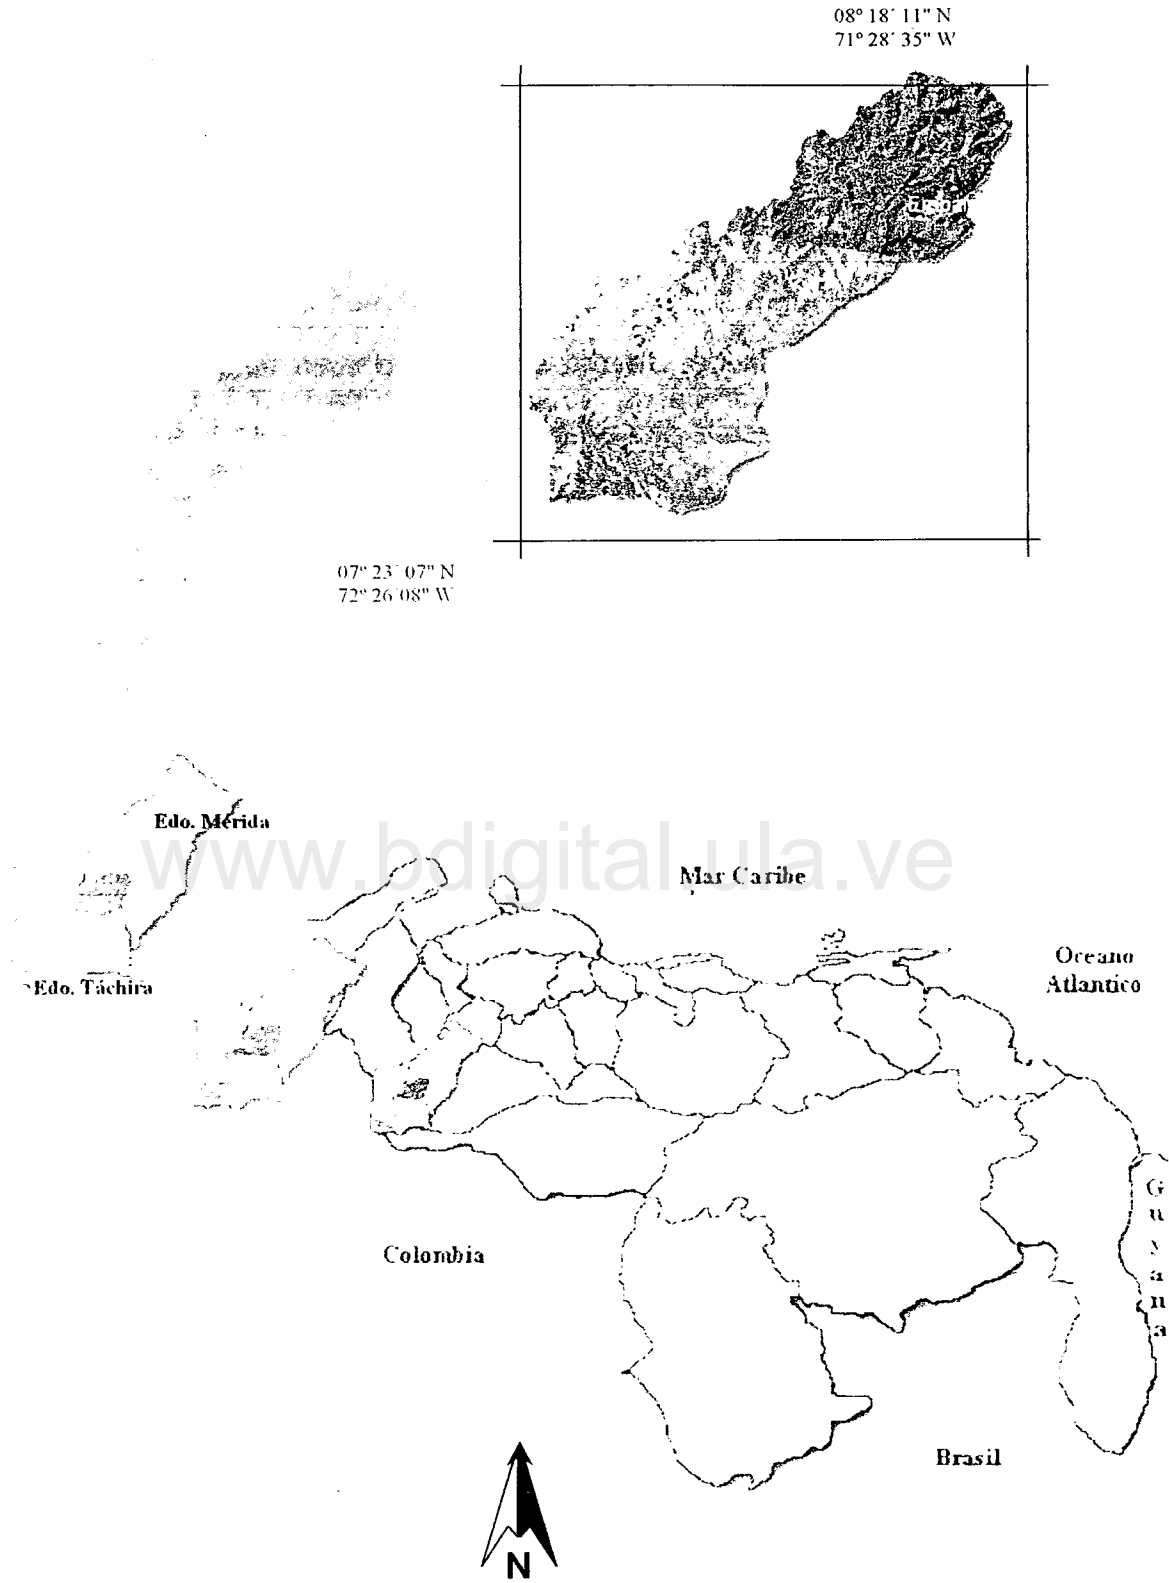 08° 18´ 11" N
71° 28´ 35" W
07° 23´ 07" N
72° 26´08" W
Edo. Mérida
www.bdigital.ula.ve
Mar Caribe
Oceano
Atlantico
Edo. Táchira
Guyana
Colombia
Brasil
N